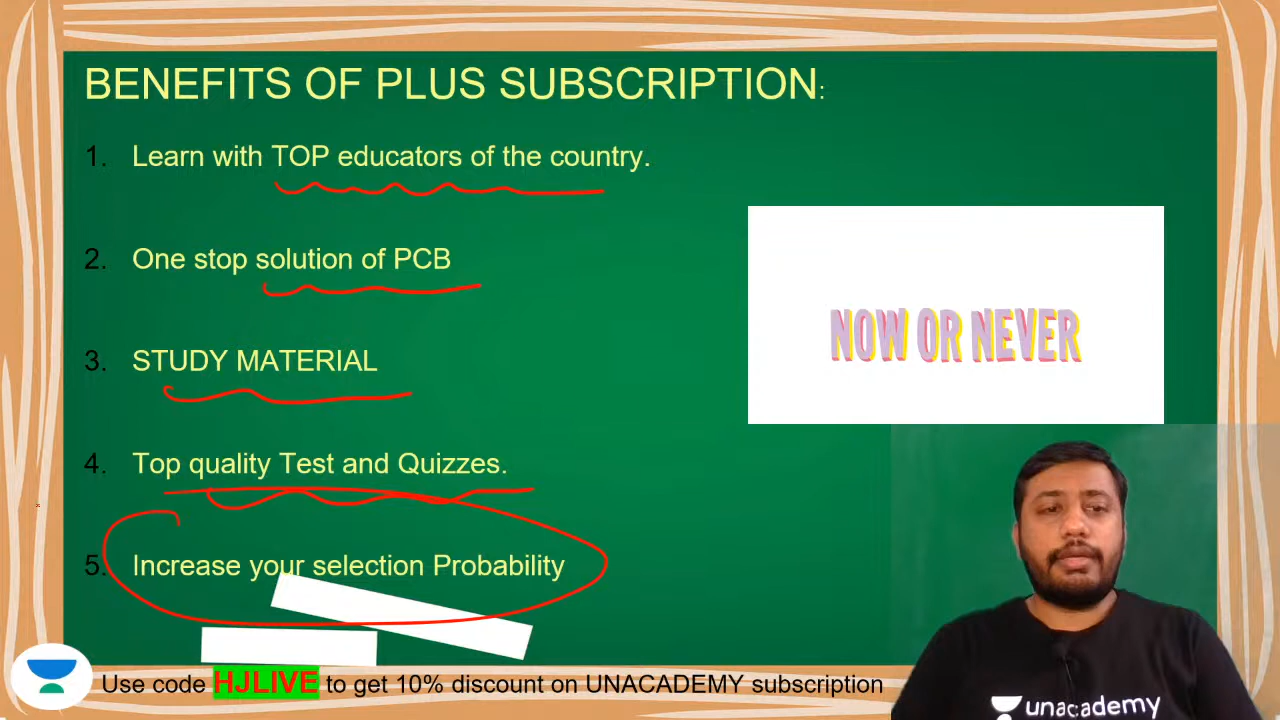 BENEFITS OF PLUS SUBSCRIPTION:
1. Learn with TOP educators of the country.
2. One stop solution of PCB
3. STUDY MATERIAL
4. Top quality Test and Quizzes.
5. Increase your selection Probability
NOW OR NEVER
Use code HJLIVE to get 10% discount on UNACADEMY subscription
unacademy